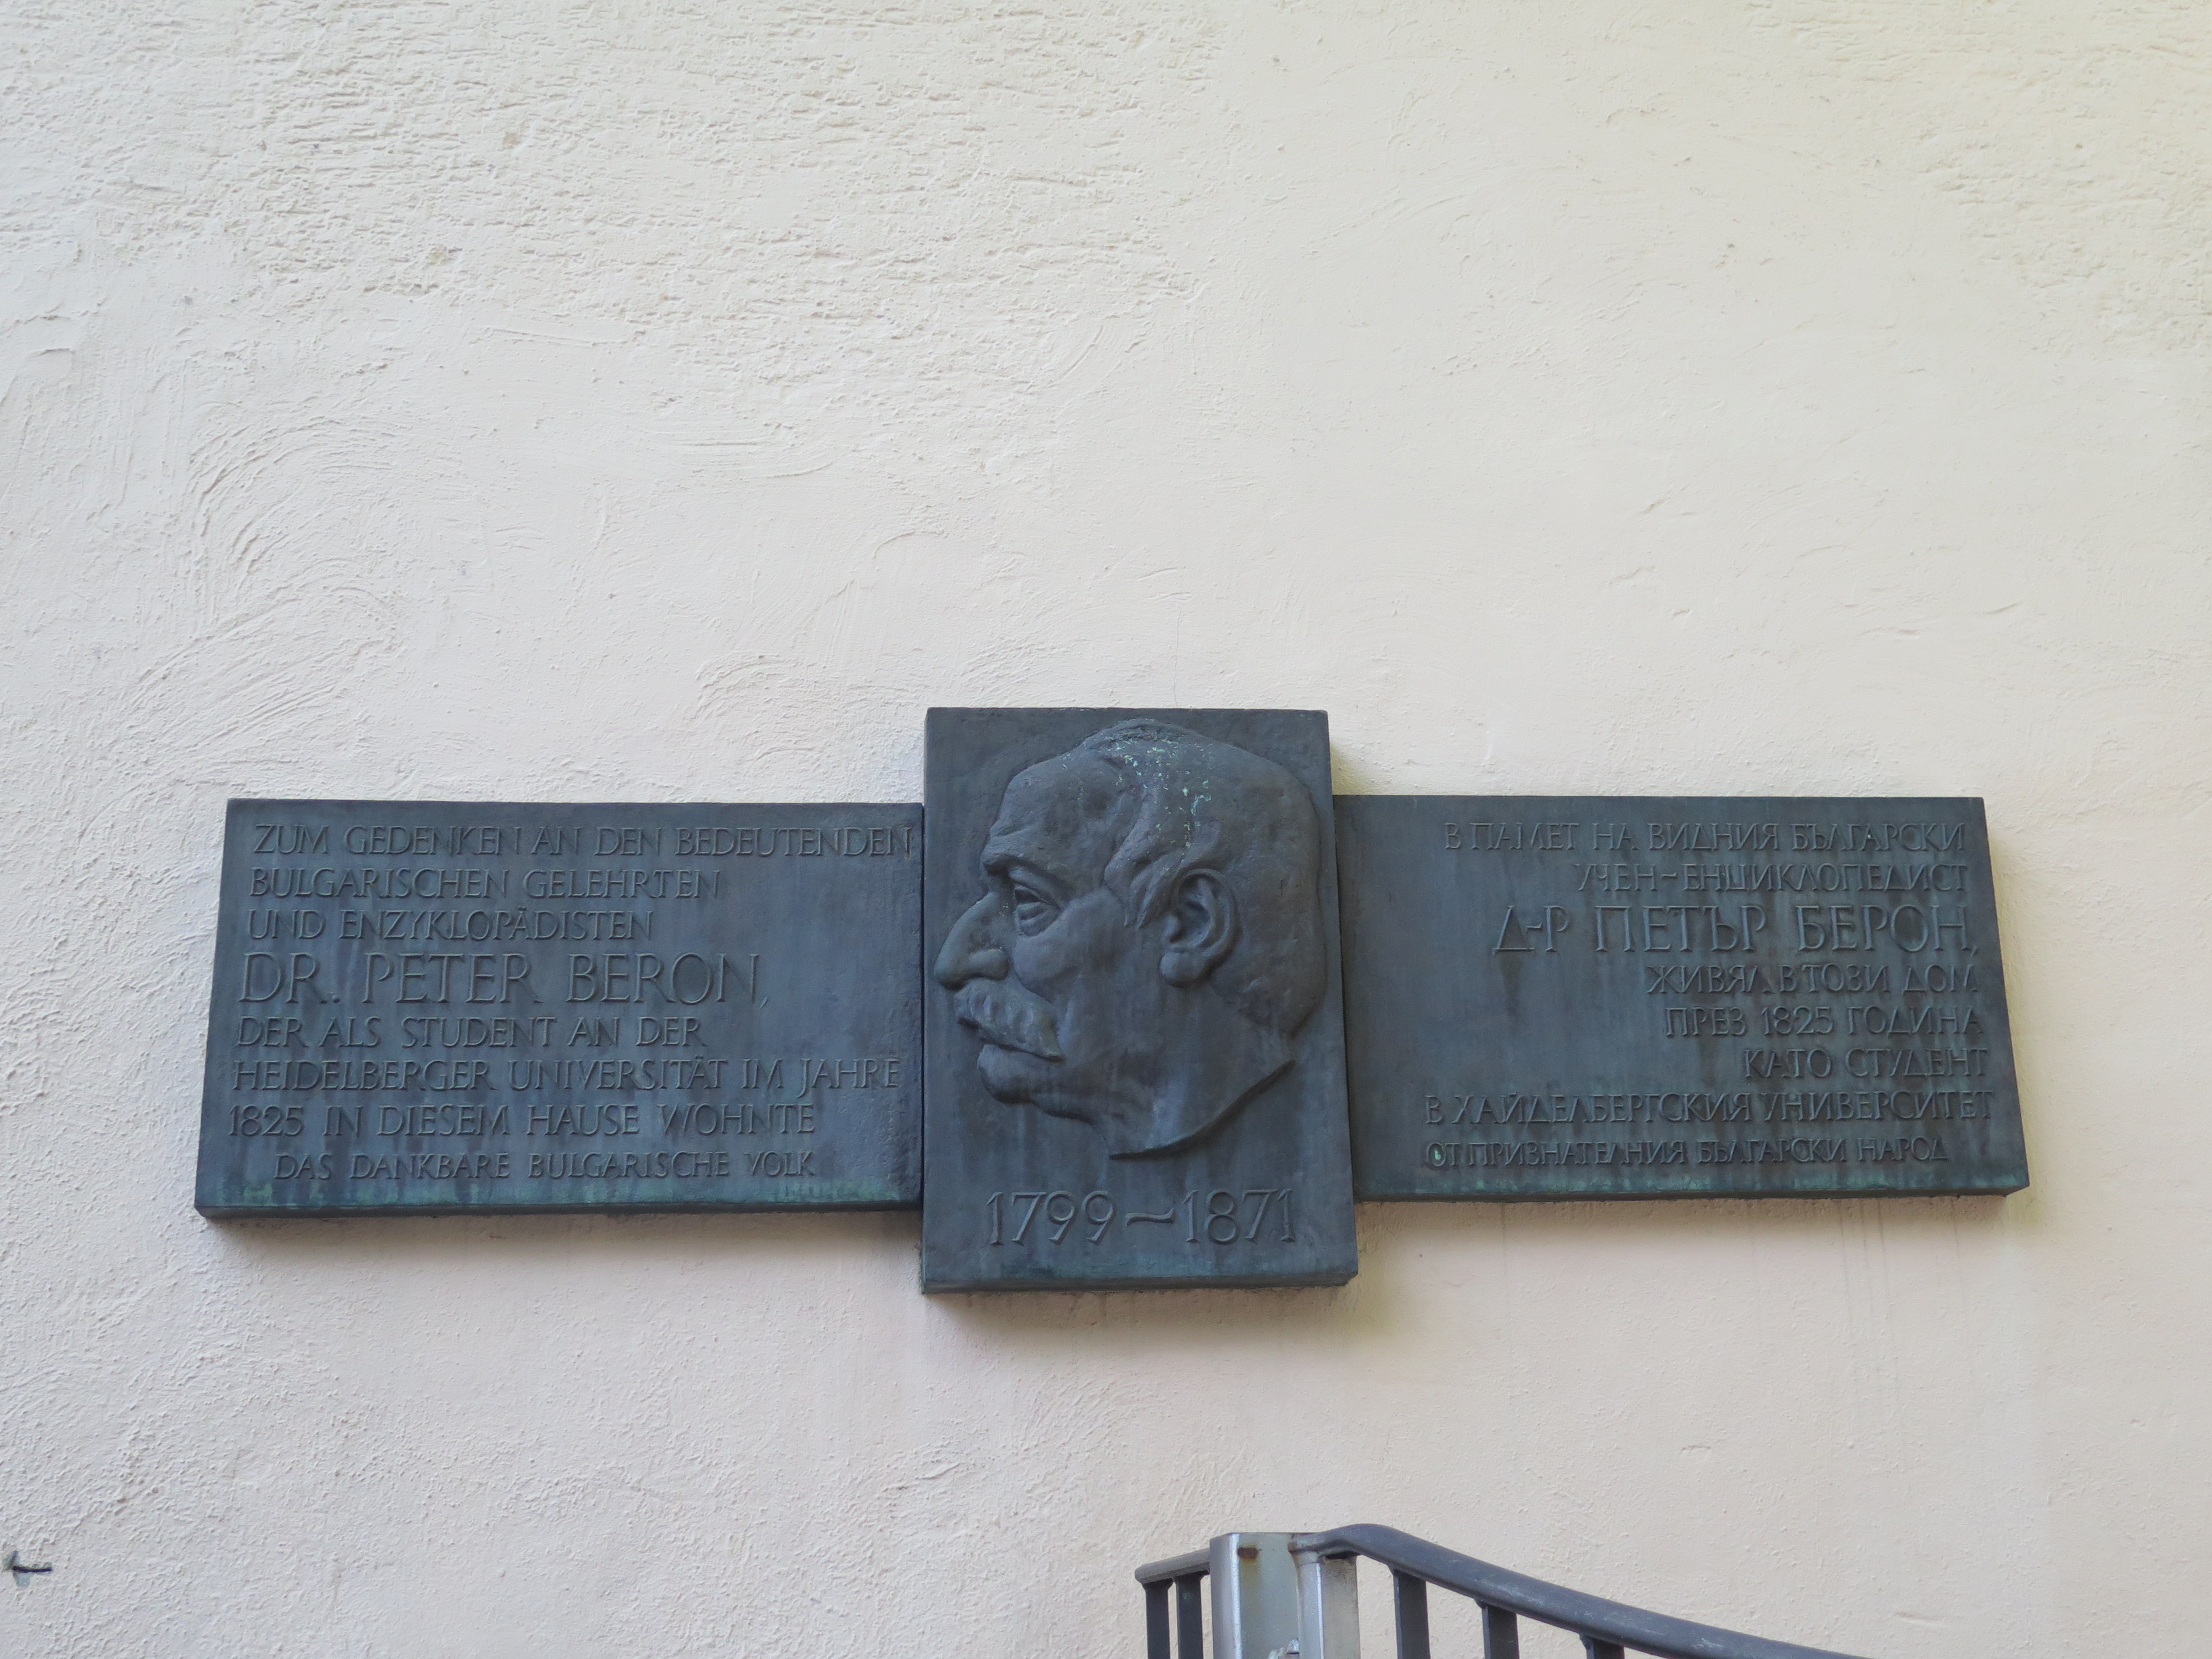 ZUM GEDENKEN AN DEN BEDEUTENDEN
BULGARISCHEN GELEHRTEN
UND ENZYKLOPÄDISTEN
DR. PETER BERON,
DER ALS STUDENT AN DER
HEIDELBERGER UNIVERSITÄT IM JAHRE
1825 IN DIESEM HAUSE WOHNTE
DAS DANKBARE BULGARISCHE VOLK
1799–1871
В ПАМЕТ НА ВИДНИЯ БЪЛГАРСКИ
УЧЕН-ЕНЦИКЛОПЕДИСТ
Д-Р ПЕТЪР БЕРОН,
ЖИВЯЛ В ТОЗИ ДОМ
ПРЕЗ 1825 ГОДИНА
КАТО СТУДЕНТ
В ХАЙДЕЛБЕРГСКИЯ УНИВЕРСИТЕТ
ОТ ПРИЗНАТЕЛНИЯ БЪЛГАРСКИ НАРОД